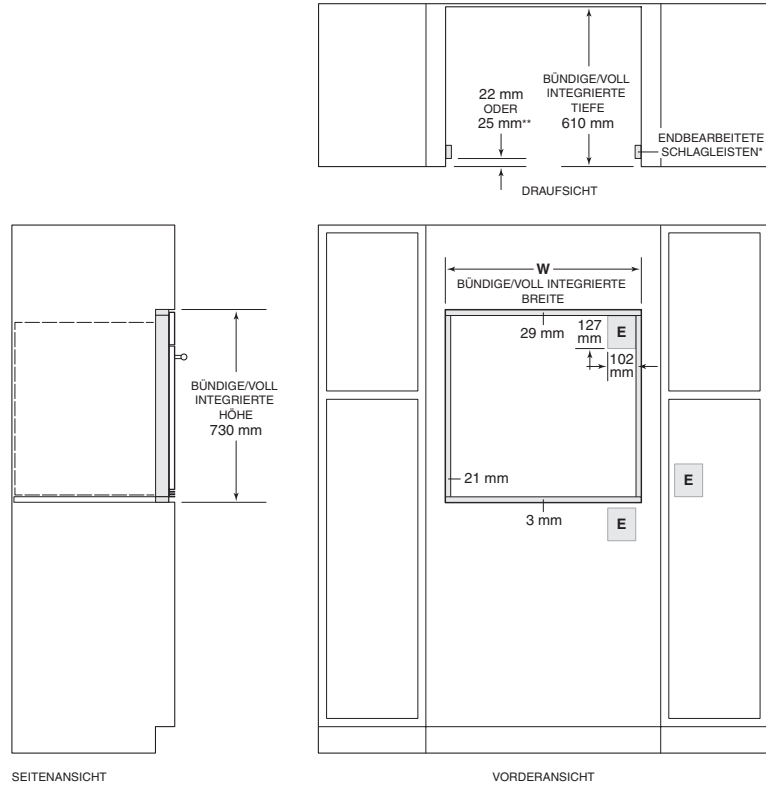 22 mm
ODER
25 mm**
BÜNDIGE/VOLL
INTEGRIERTE
TIEFE
610 mm
ENDBEARBEITETE
SCHLAGLEISTEN*
DRAUFSICHT
W
BÜNDIGE/VOLL INTEGRIERTE
BREITE
29 mm
127
mm
E
102
mm
BÜNDIGE/VOLL
INTEGRIERTE
HÖHE
730 mm
21 mm
E
3 mm
E
SEITENANSICHT
VORDERANSICHT